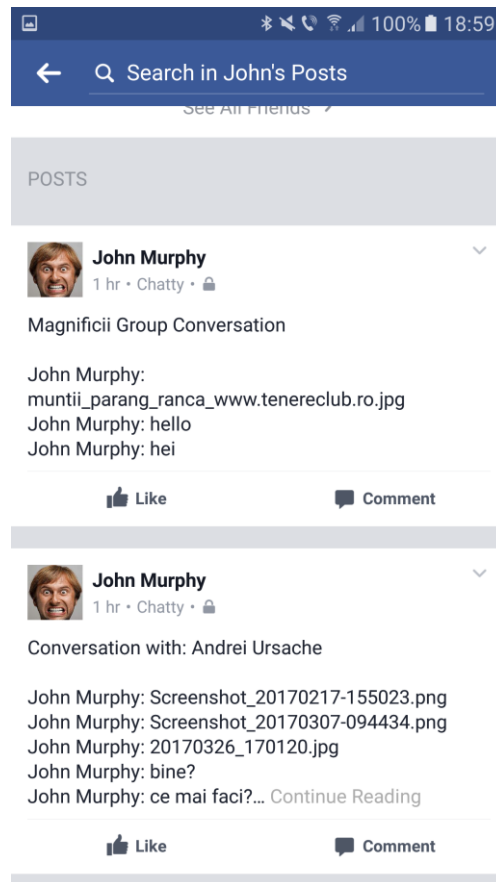 100% 18:59
Search in John's Posts
See All Friends
POSTS
John Murphy
1 hr • Chatty •
Magnificii Group Conversation
John Murphy:
muntii_parang_ranca_www.tenereclub.ro.jpg
John Murphy: hello
John Murphy: hei
Like Comment
John Murphy
1 hr • Chatty •
Conversation with: Andrei Ursache
John Murphy: Screenshot_20170217-155023.png
John Murphy: Screenshot_20170307-094434.png
John Murphy: 20170326_170120.jpg
John Murphy: bine?
John Murphy: ce mai faci?... Continue Reading
Like Comment